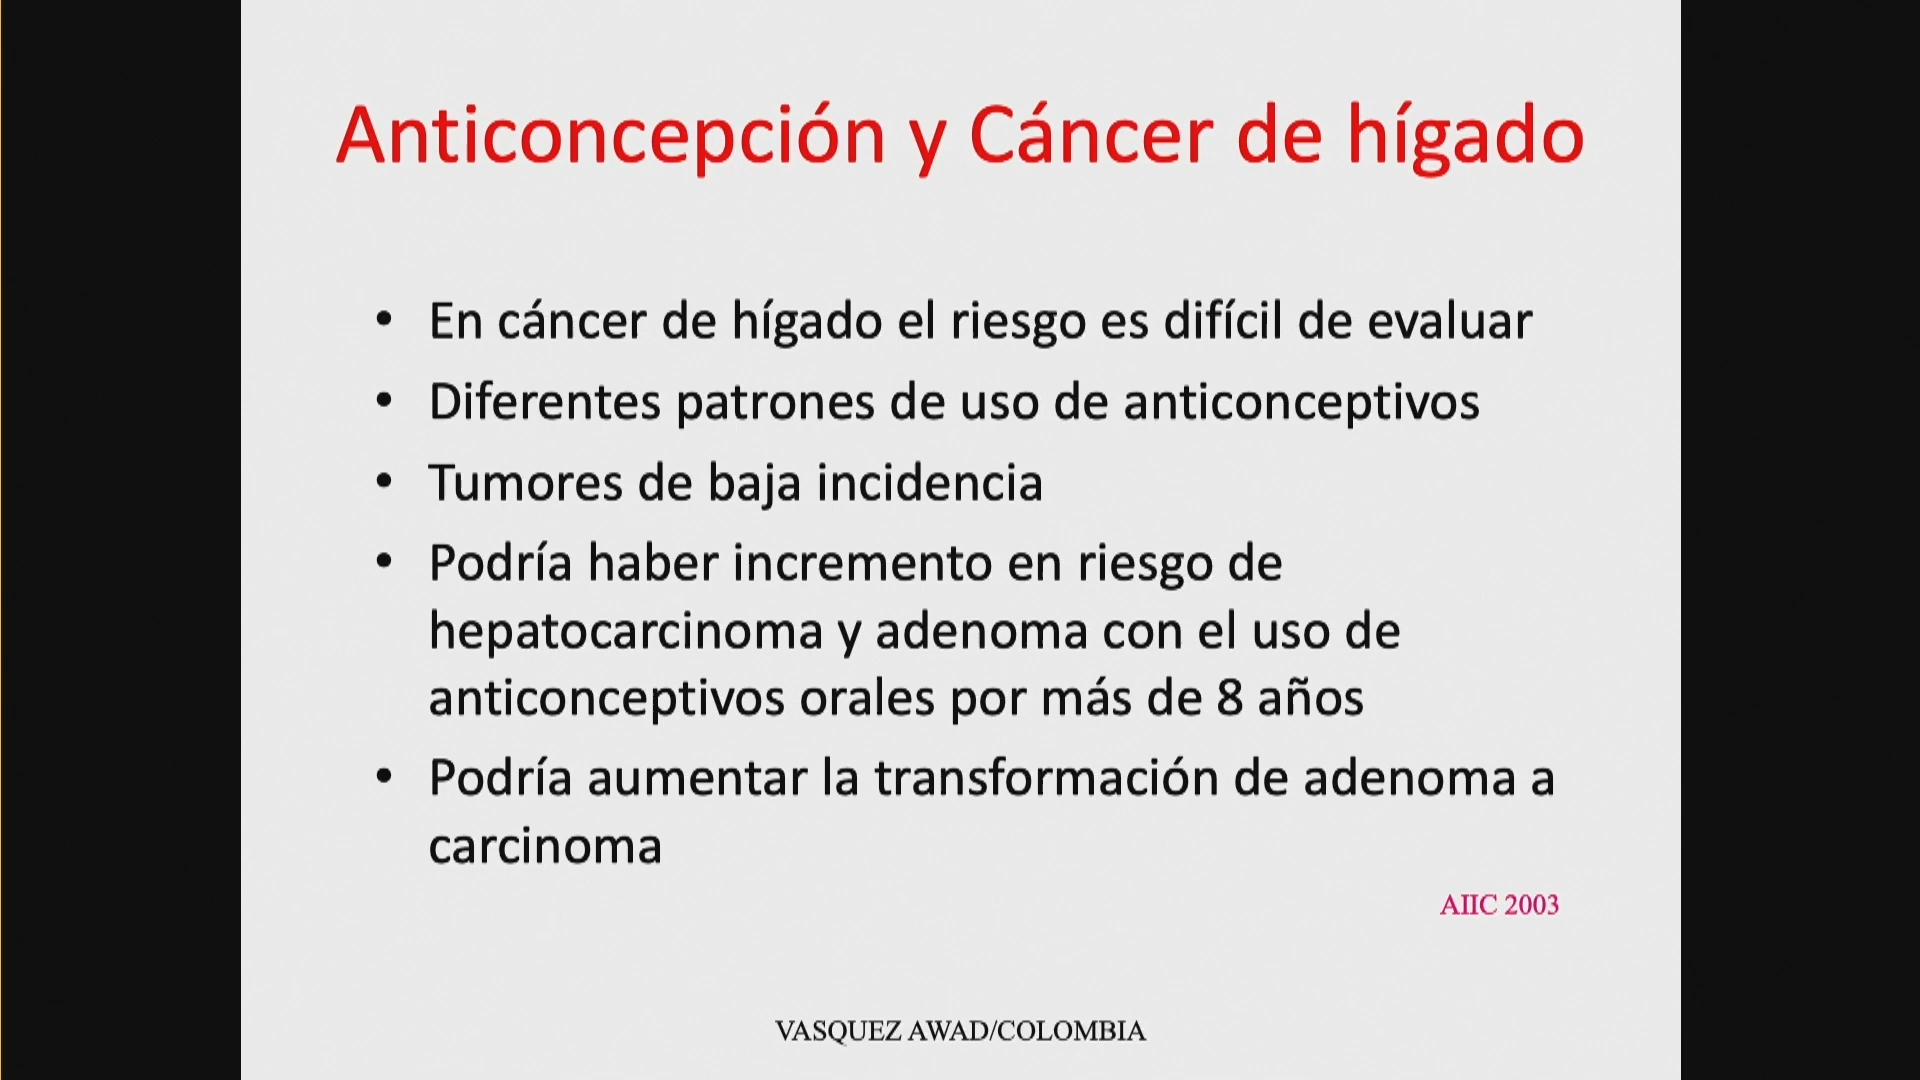 Anticoncepción y Cáncer de hígado
• En cáncer de hígado el riesgo es difícil de evaluar
• Diferentes patrones de uso de anticonceptivos
• Tumores de baja incidencia
• Podría haber incremento en riesgo de
hepatocarcinoma y adenoma con el uso de
anticonceptivos orales por más de 8 años
• Podría aumentar la transformación de adenoma a
carcinoma
AIIC 2003
VASQUEZ AWAD/COLOMBIA